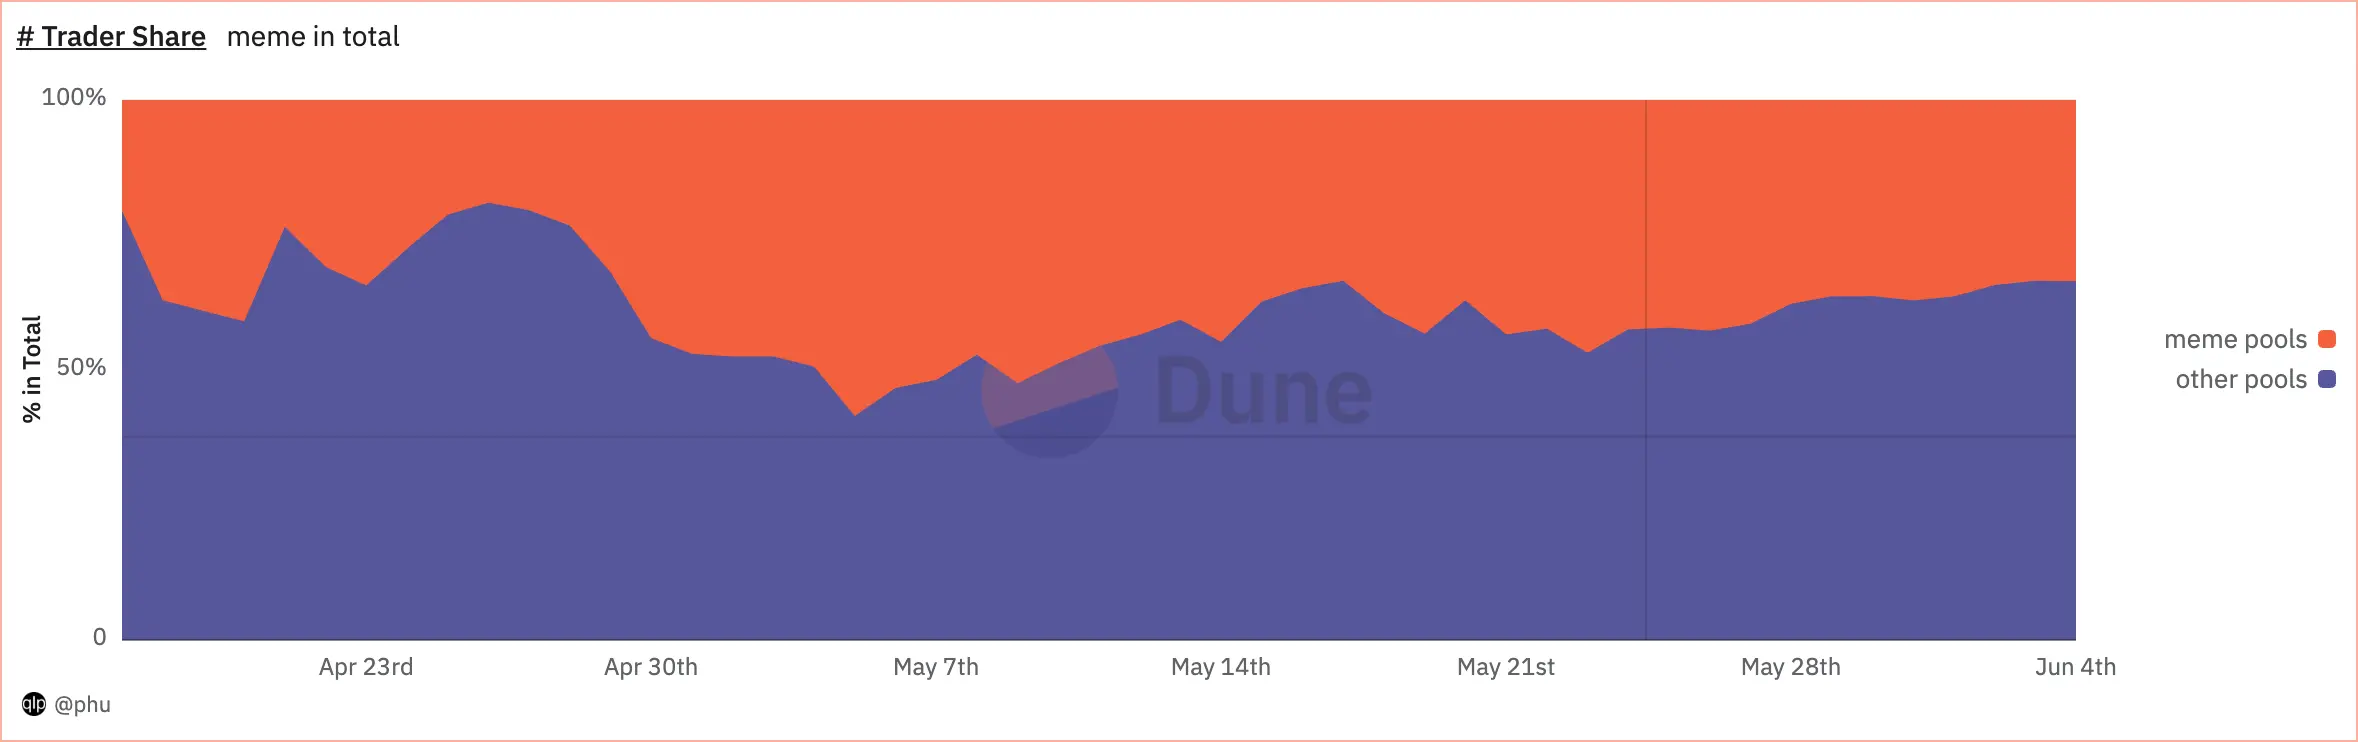 # Trader Share meme in total
100%
50%
0
% in Total
Dune
meme pools
other pools
Apr 23rd Apr 30th May 7th May 14th May 21st May 28th Jun 4th
qlp @phu